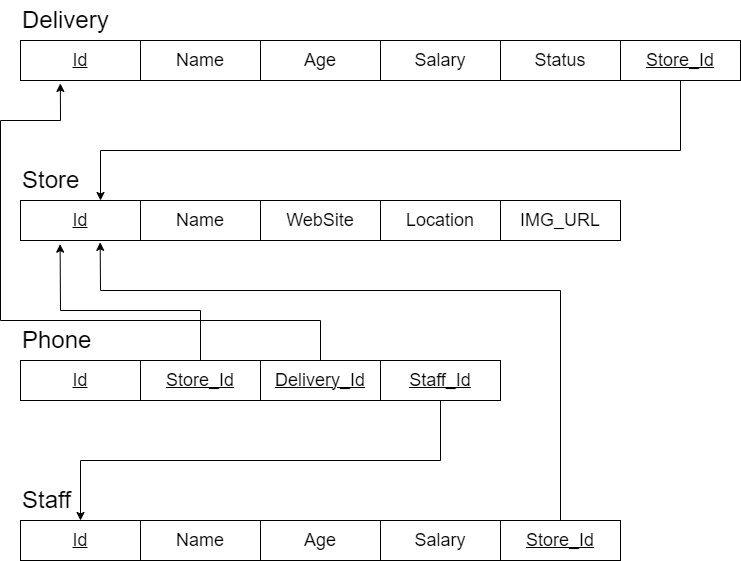 Delivery
Id Name Age Salary Status Store_Id
Store
Id Name WebSite Location IMG_URL
Phone
Id Store_Id Delivery_Id Staff_Id
Staff
Id Name Age Salary Store_Id